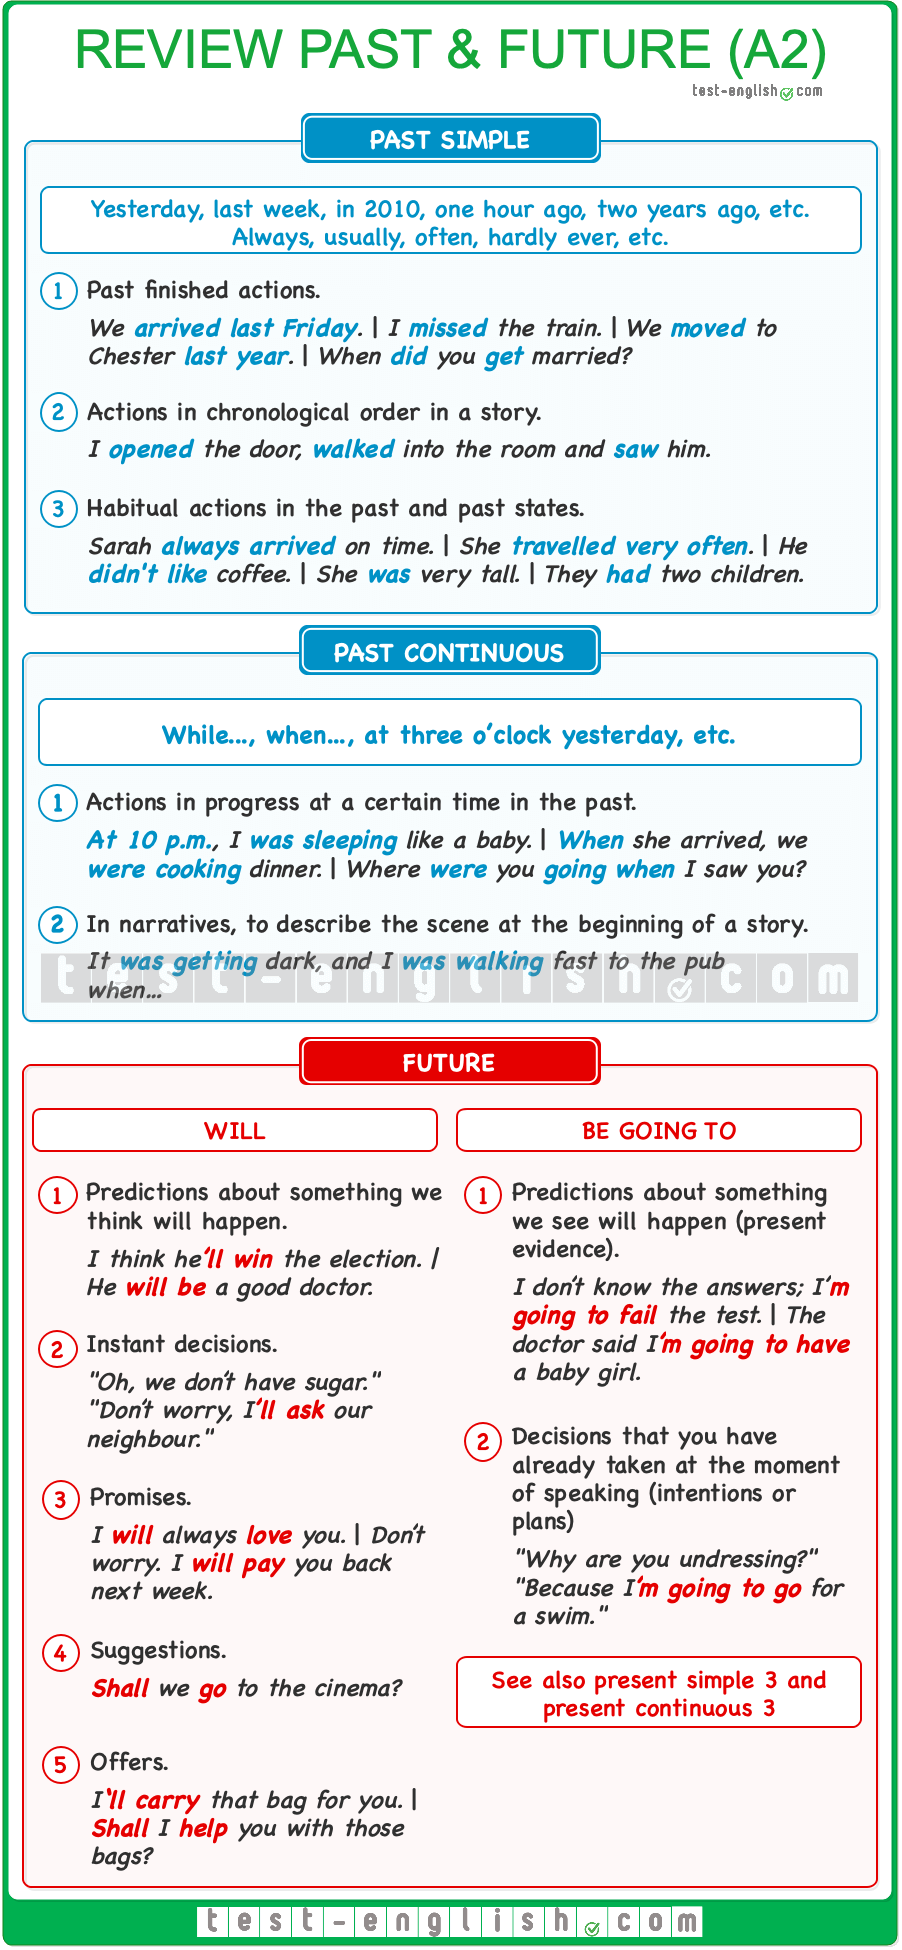 REVIEW PAST & FUTURE (A2)
test-english.com
PAST SIMPLE
Yesterday, last week, in 2010, one hour ago, two years ago, etc.
Always, usually, often, hardly ever, etc.
1 Past finished actions.
We arrived last Friday. | I missed the train. | We moved to
Chester last year. | When did you get married?
2 Actions in chronological order in a story.
I opened the door, walked into the room and saw him.
3 Habitual actions in the past and past states.
Sarah always arrived on time. | She travelled very often. | He
didn't like coffee. | She was very tall. | They had two children.
PAST CONTINUOUS
While..., when..., at three o'clock yesterday, etc.
1 Actions in progress at a certain time in the past.
At 10 p.m., I was sleeping like a baby. | When she arrived, we
were cooking dinner. | Where were you going when I saw you?
2 In narratives, to describe the scene at the beginning of a story.
It was getting dark, and I was walking fast to the pub
when...
test-english.com
FUTURE
WILL
1 Predictions about something we
think will happen.
I think he'll win the election. |
He will be a good doctor.
2 Instant decisions.
"Oh, we don't have sugar."
"Don't worry, I'll ask our
neighbour."
3 Promises.
I will always love you. | Don't
worry. I will pay you back
next week.
4 Suggestions.
Shall we go to the cinema?
5 Offers.
I'll carry that bag for you. |
Shall I help you with those
bags?
BE GOING TO
1 Predictions about something
we see will happen (present
evidence).
I don't know the answers; I'm
going to fail the test. | The
doctor said I'm going to have
a baby girl.
2 Decisions that you have
already taken at the moment
of speaking (intentions or
plans)
"Why are you undressing?"
"Because I'm going to go for
a swim."
See also present simple 3 and
present continuous 3
test-english.com